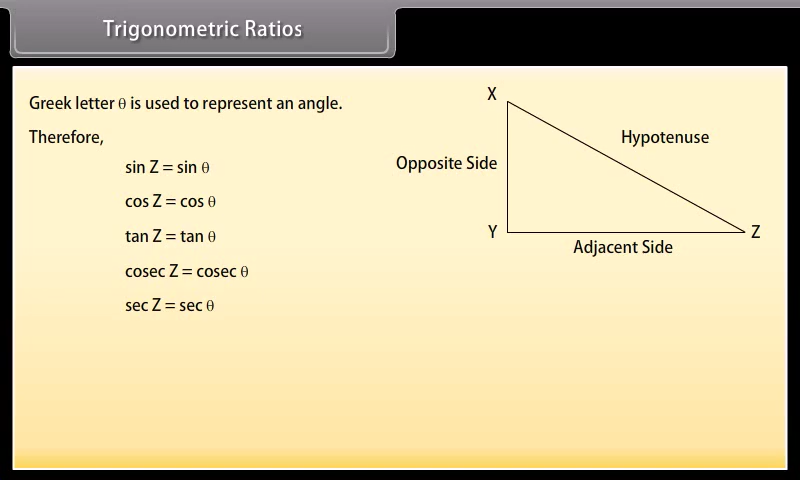 Trigonometric Ratios
Greek letter θ is used to represent an angle.
Therefore,
sin Z = sin θ
cos Z = cos θ
tan Z = tan θ
cosec Z = cosec θ
sec Z = sec θ
X
Hypotenuse
Opposite Side
Y
Z
Adjacent Side